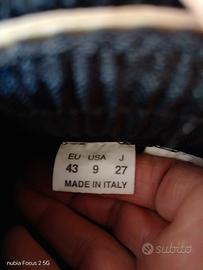 EU USA J
43 9 27
MADE IN ITALY
nubia Focus 2 5G
subito